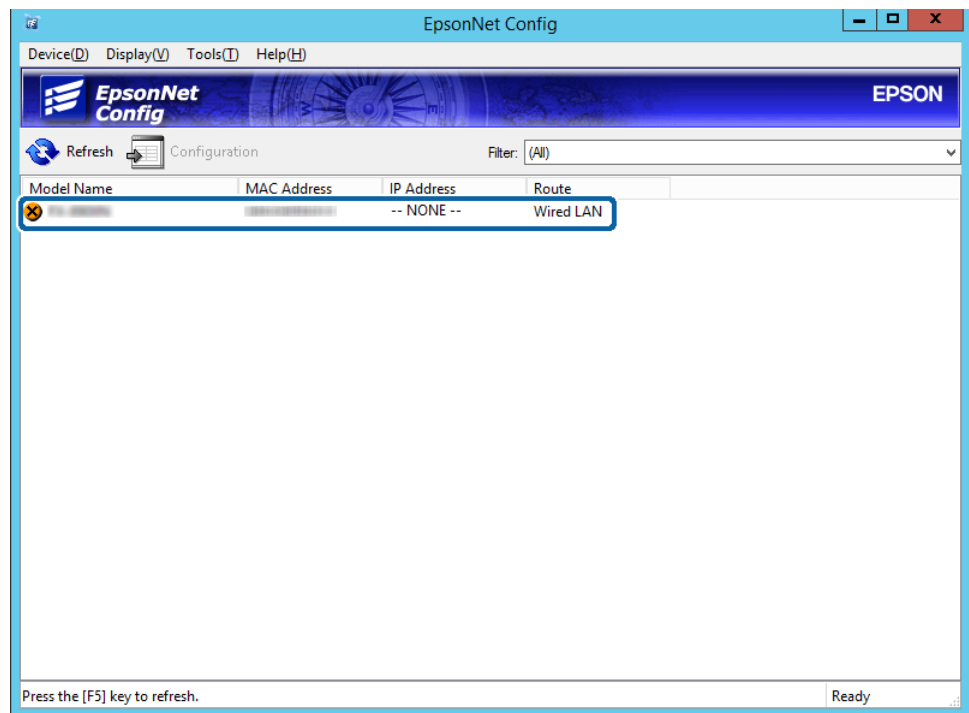 EpsonNet Config
Device(D) Display(V) Tools(T) Help(H)
EpsonNet
Config
EPSON
Refresh Configuration Filter: (All)
Model Name MAC Address IP Address Route
-- NONE -- Wired LAN
Press the [F5] key to refresh. Ready